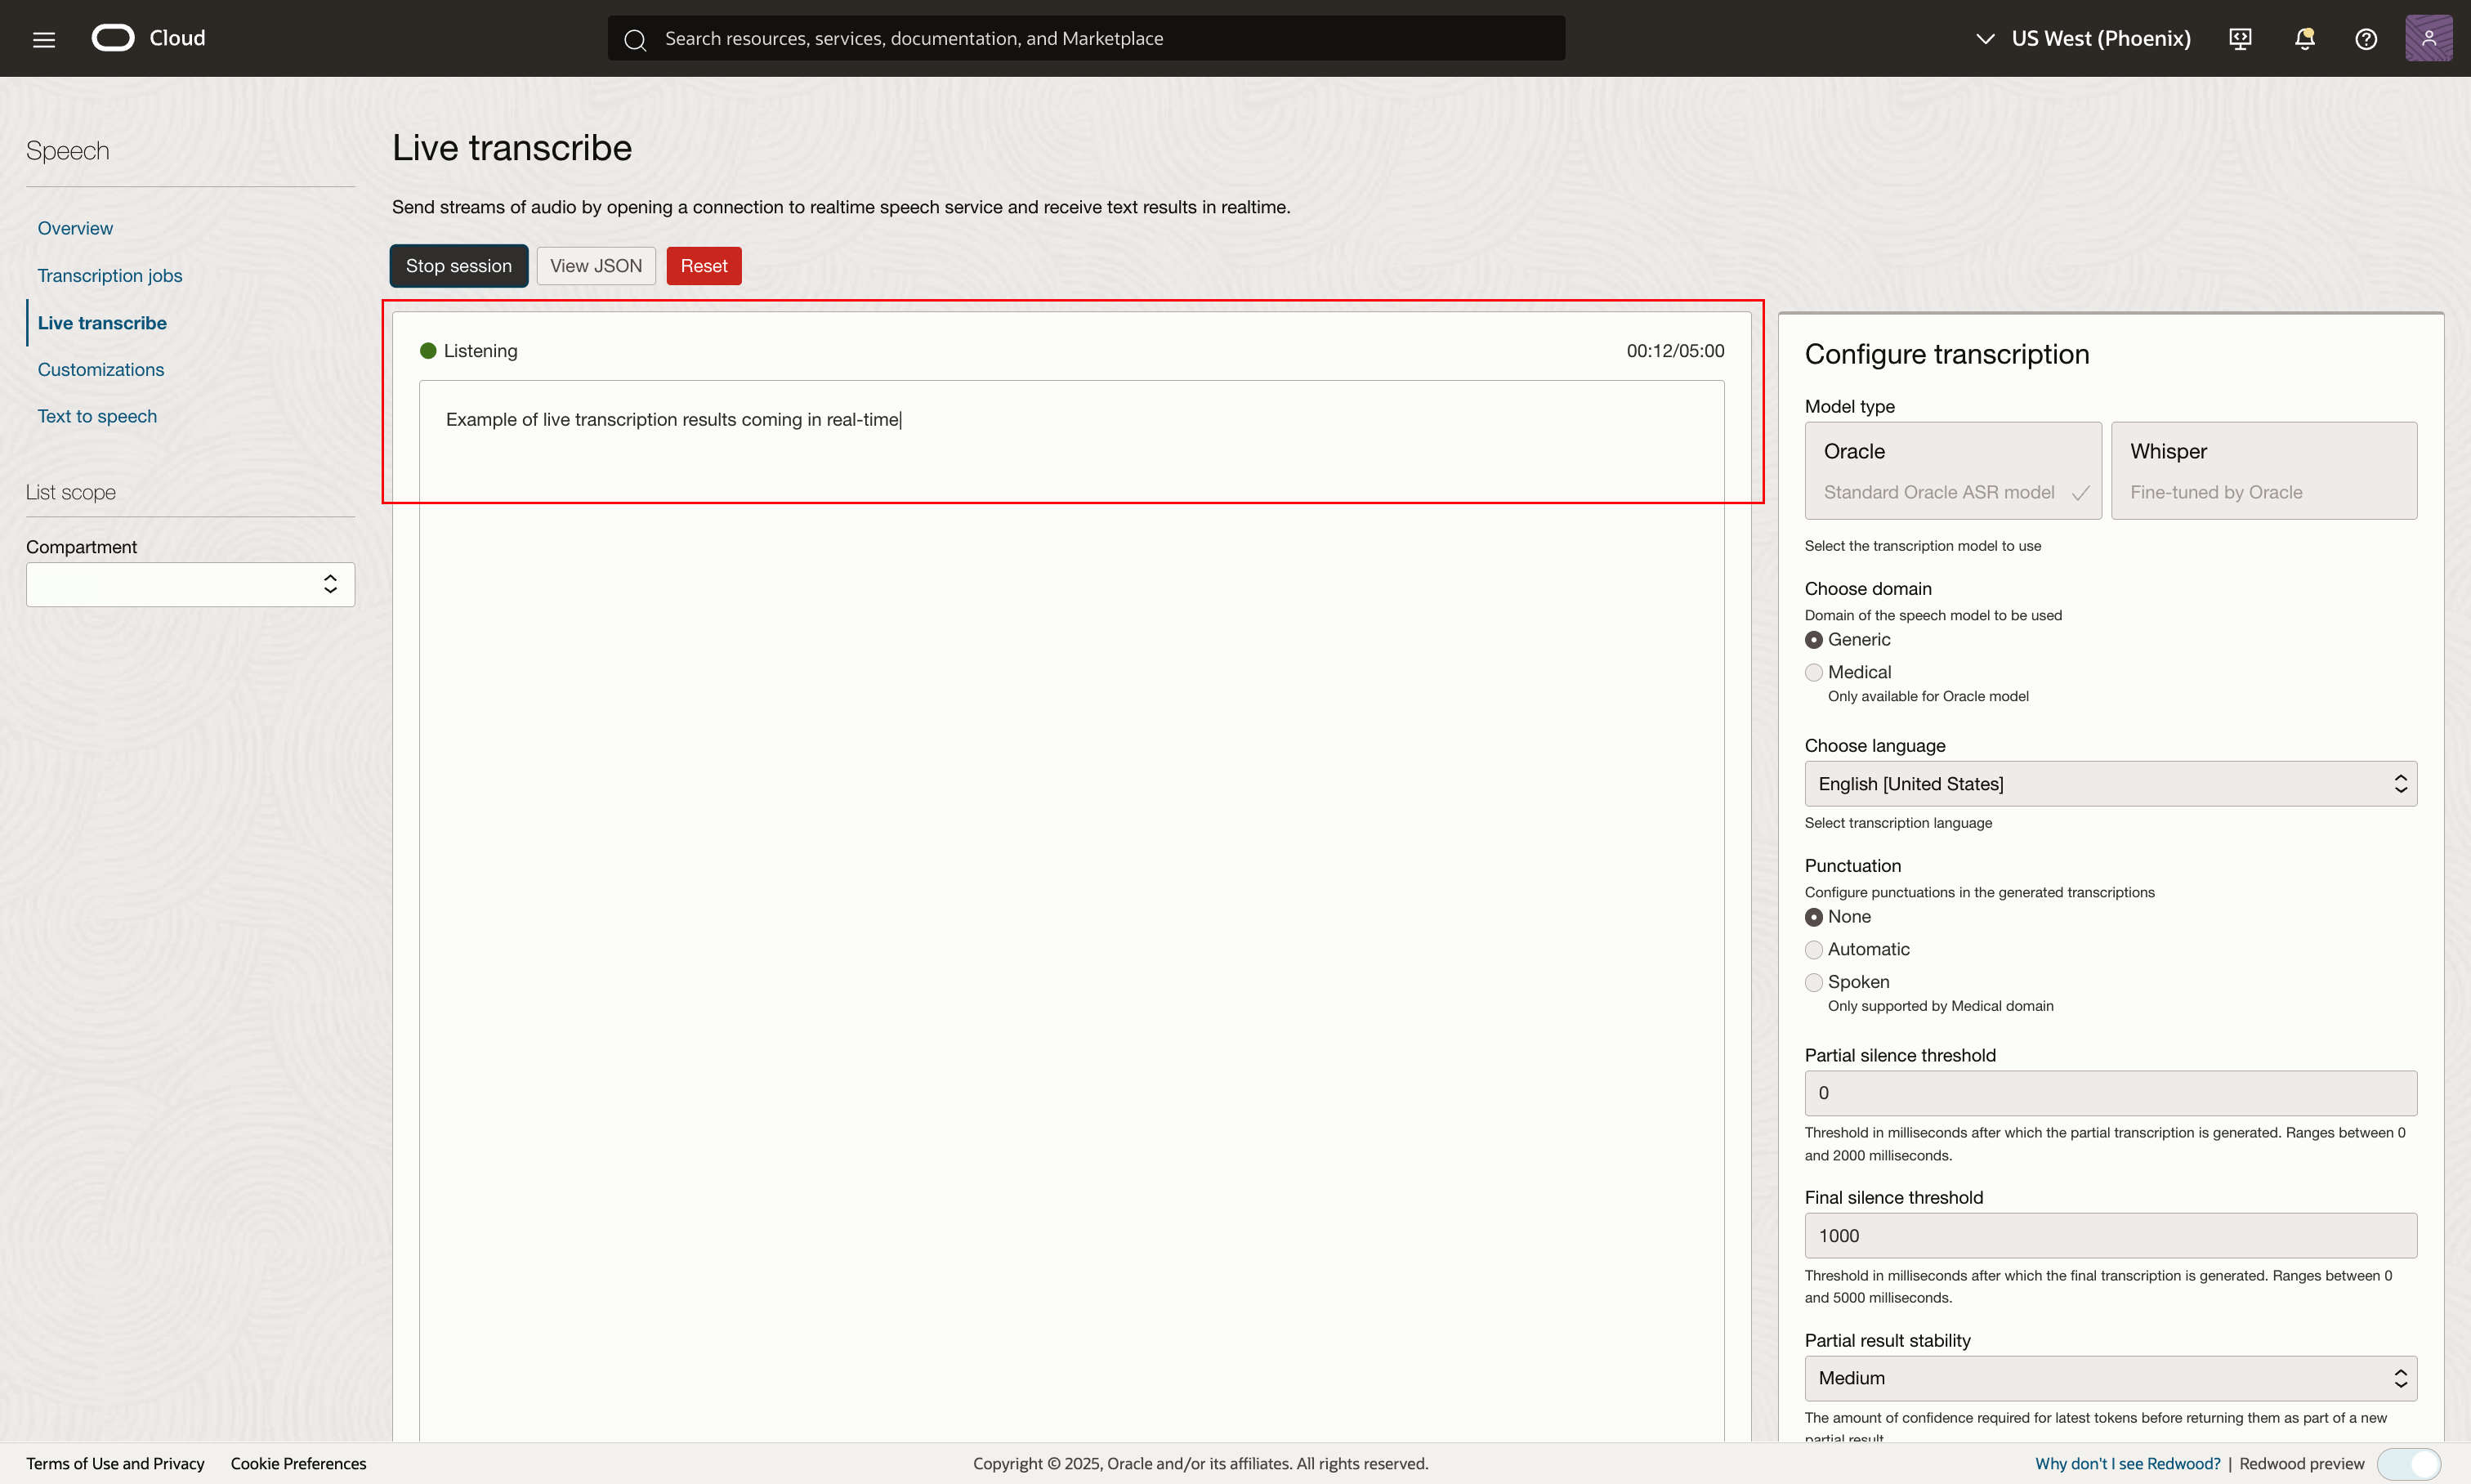 Cloud
Search resources, services, documentation, and Marketplace
US West (Phoenix)
Speech
Overview
Transcription jobs
Live transcribe
Customizations
Text to speech
List scope
Compartment
Live transcribe
Send streams of audio by opening a connection to realtime speech service and receive text results in realtime.
Stop session
View JSON
Reset
Listening
00:12/05:00
Example of live transcription results coming in real-time
Configure transcription
Model type
Oracle
Standard Oracle ASR model
Whisper
Fine-tuned by Oracle
Select the transcription model to use
Choose domain
Domain of the speech model to be used
Generic
Medical
Only available for Oracle model
Choose language
English [United States]
Select transcription language
Punctuation
Configure punctuations in the generated transcriptions
None
Automatic
Spoken
Only supported by Medical domain
Partial silence threshold
0
Threshold in milliseconds after which the partial transcription is generated. Ranges between 0
and 2000 milliseconds.
Final silence threshold
1000
Threshold in milliseconds after which the final transcription is generated. Ranges between 0
and 5000 milliseconds.
Partial result stability
Medium
The amount of confidence required for latest tokens before returning them as part of a new
partial result
Terms of Use and Privacy
Cookie Preferences
Copyright © 2025, Oracle and/or its affiliates. All rights reserved.
Why don't I see Redwood? | Redwood preview